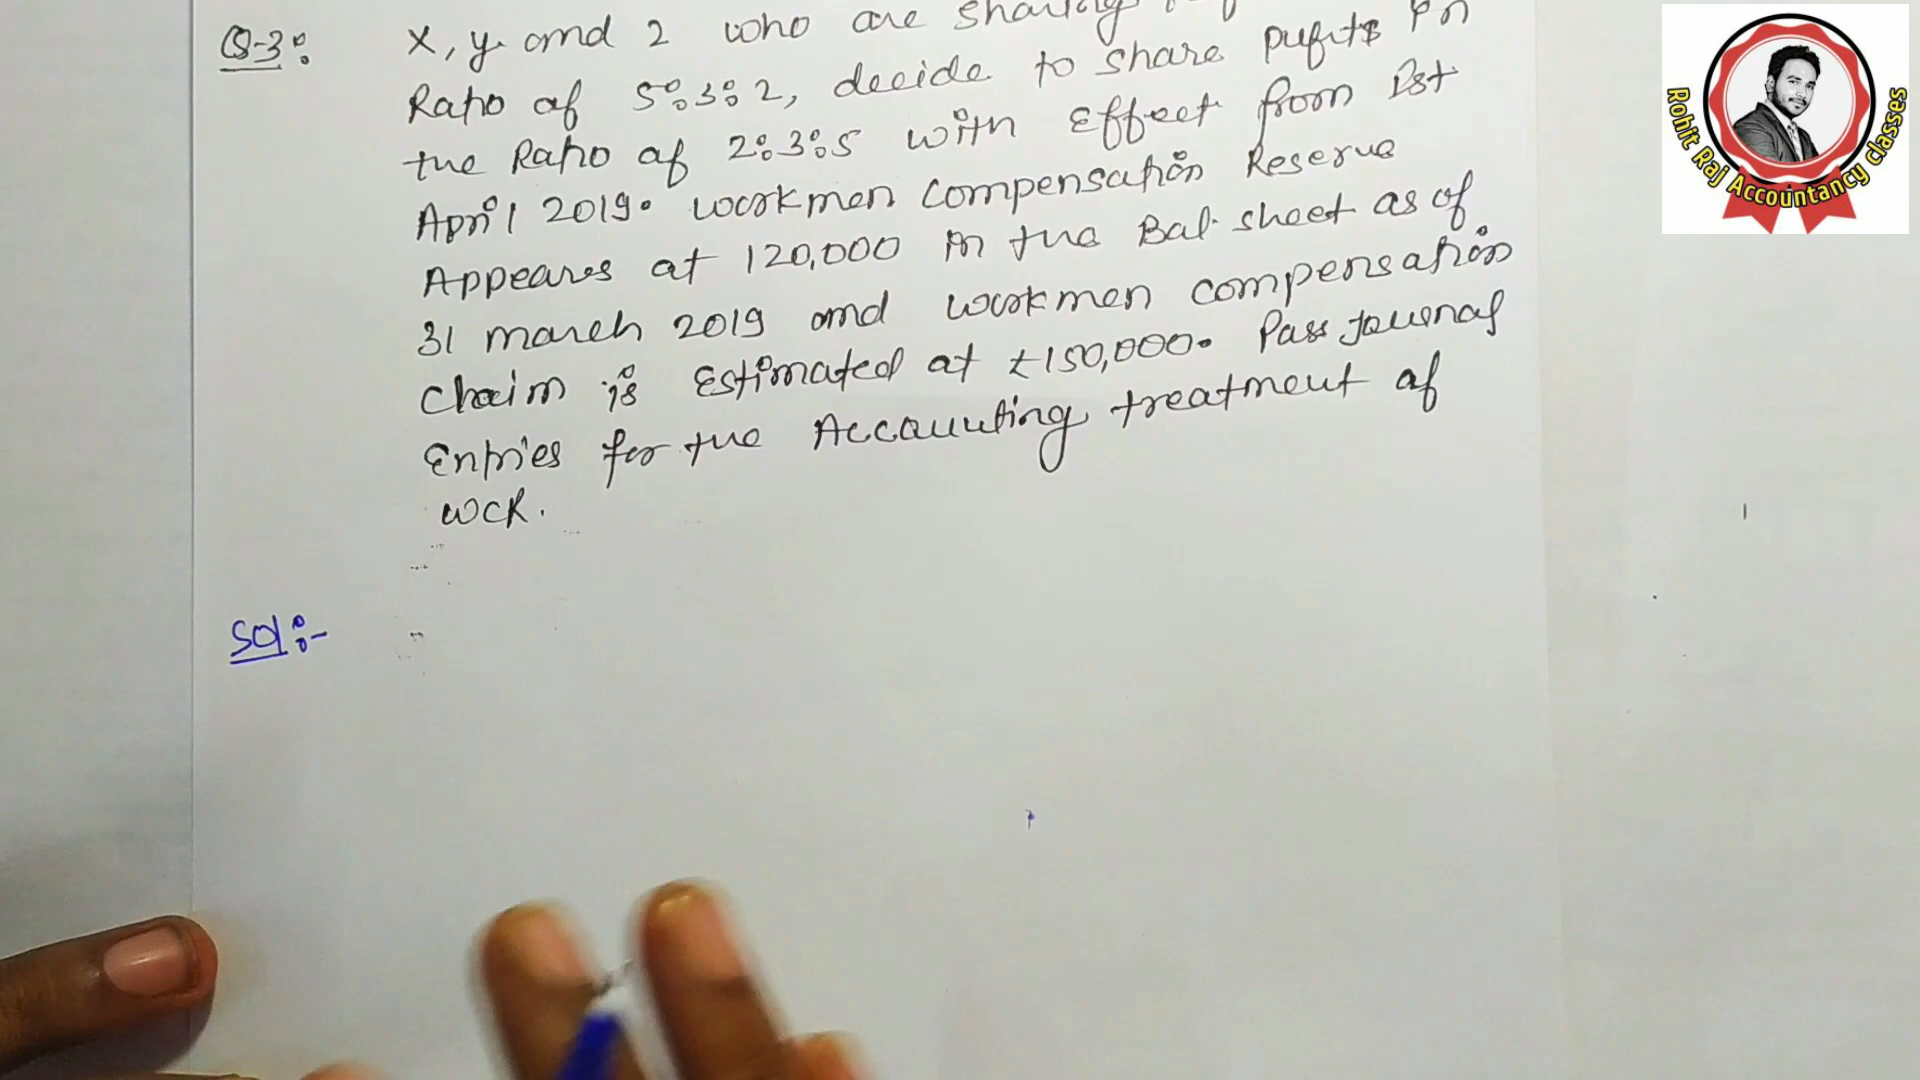 Q-3:
X, y and Z who are sharing
Ratio of 5:3:2, decide to share pufits in
the Ratio of 2:3:5 with Effect from 1st
April 2019. workmen compensation Reserve
Appears at 120,000 in the Bal. sheet as of
31 march 2019 and workmen compensation
Claim is Estimated at ₹150,000. Pass Journal
Entries for the Accounting treatment of
WCR.
Sol:-
Rohit Raj Accountancy classes